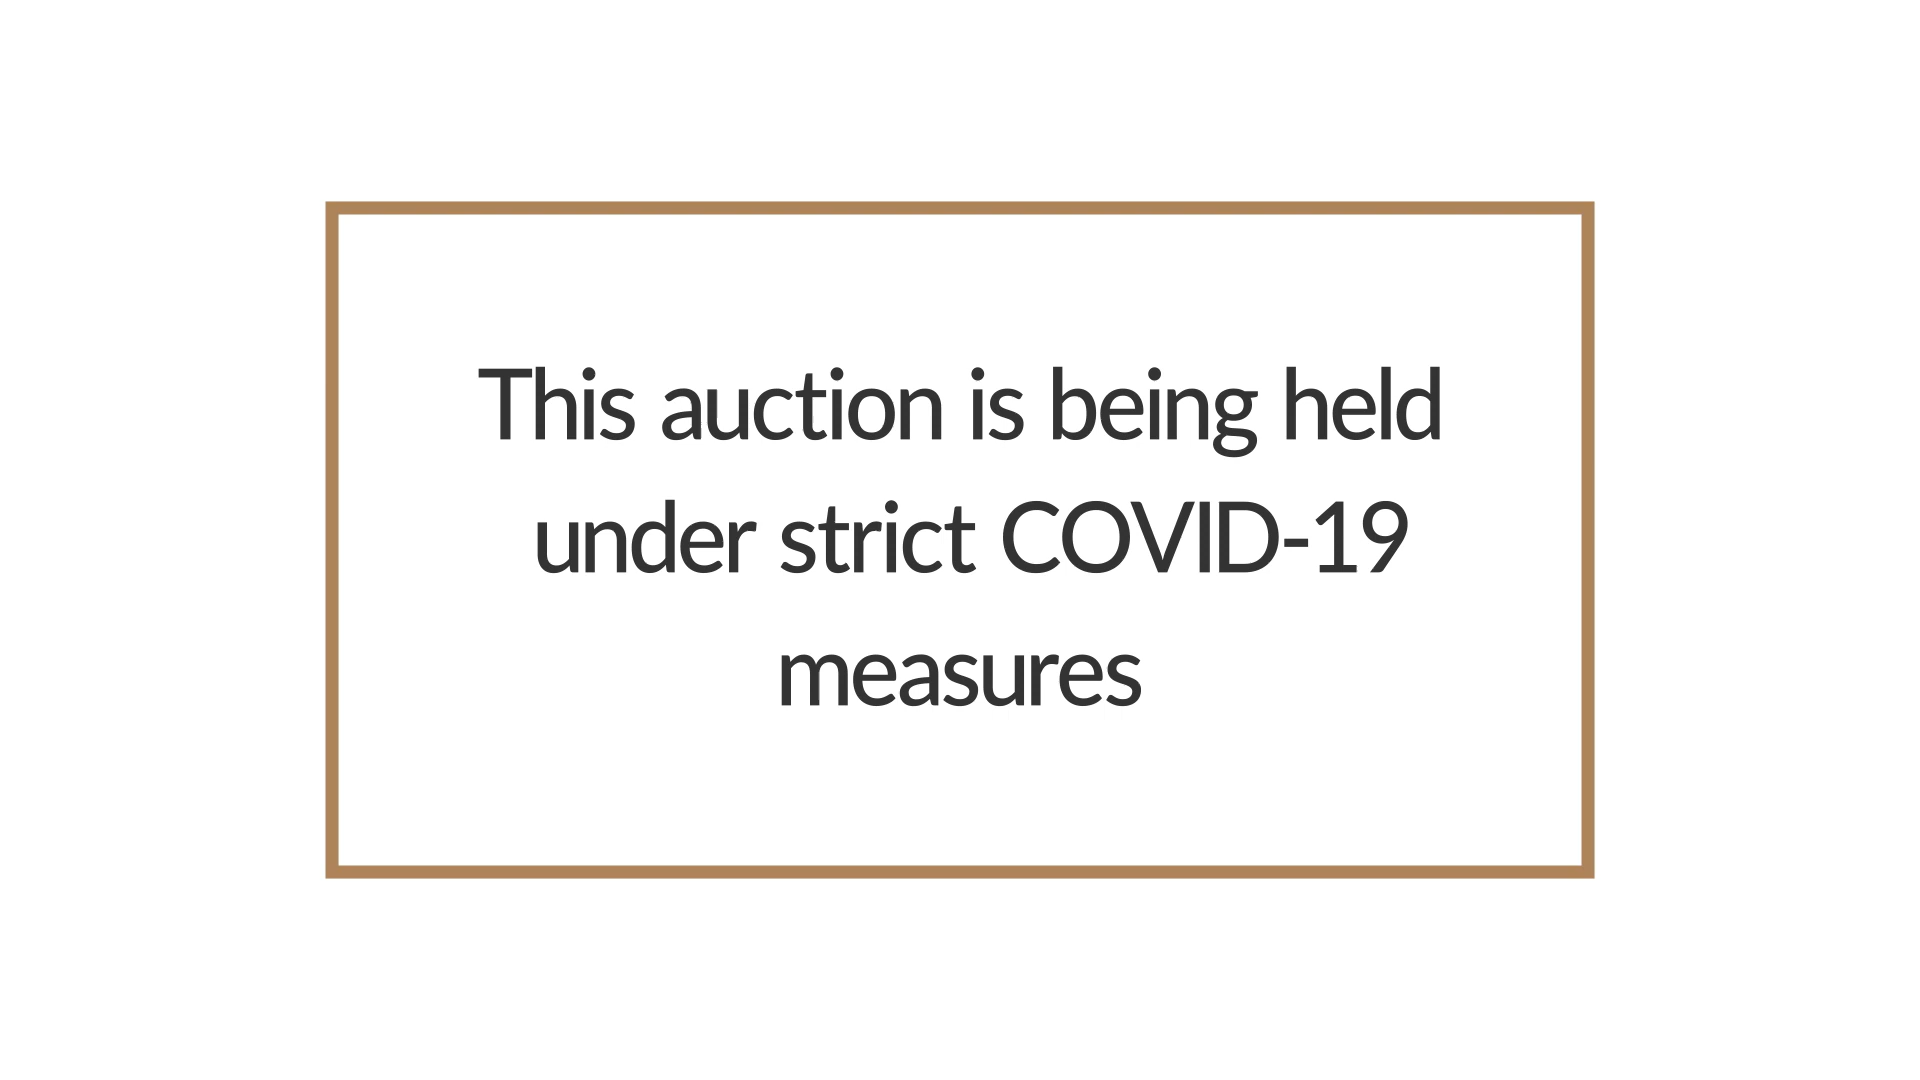 This auction is being held
under strict COVID-19
measures